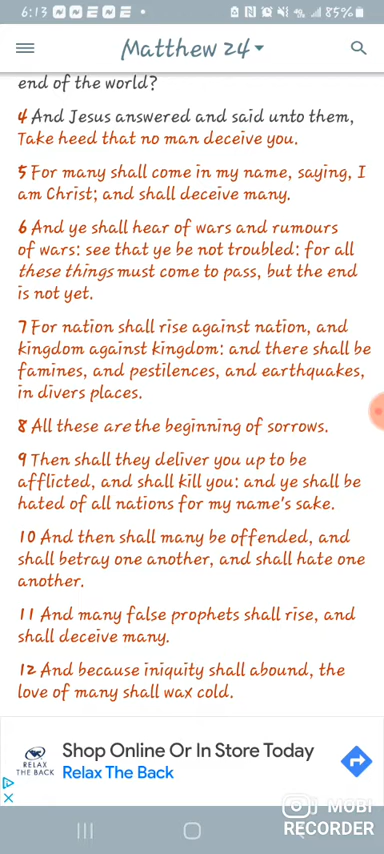 6:13
85%
Matthew 24
end of the world?
4 And Jesus answered and said unto them,
Take heed that no man deceive you.
5 For many shall come in my name, saying, I
am Christ; and shall deceive many.
6 And ye shall hear of wars and rumours
of wars: see that ye be not troubled: for all
these things must come to pass, but the end
is not yet.
7 For nation shall rise against nation, and
kingdom against kingdom: and there shall be
famines, and pestilences, and earthquakes,
in divers places.
8 All these are the beginning of sorrows.
9 Then shall they deliver you up to be
afflicted, and shall kill you: and ye shall be
hated of all nations for my name's sake.
10 And then shall many be offended, and
shall betray one another, and shall hate one
another.
11 And many false prophets shall rise, and
shall deceive many.
12 And because iniquity shall abound, the
love of many shall wax cold.
RELAX
THE BACK
Shop Online Or In Store Today
Relax The Back
MOBI
RECORDER